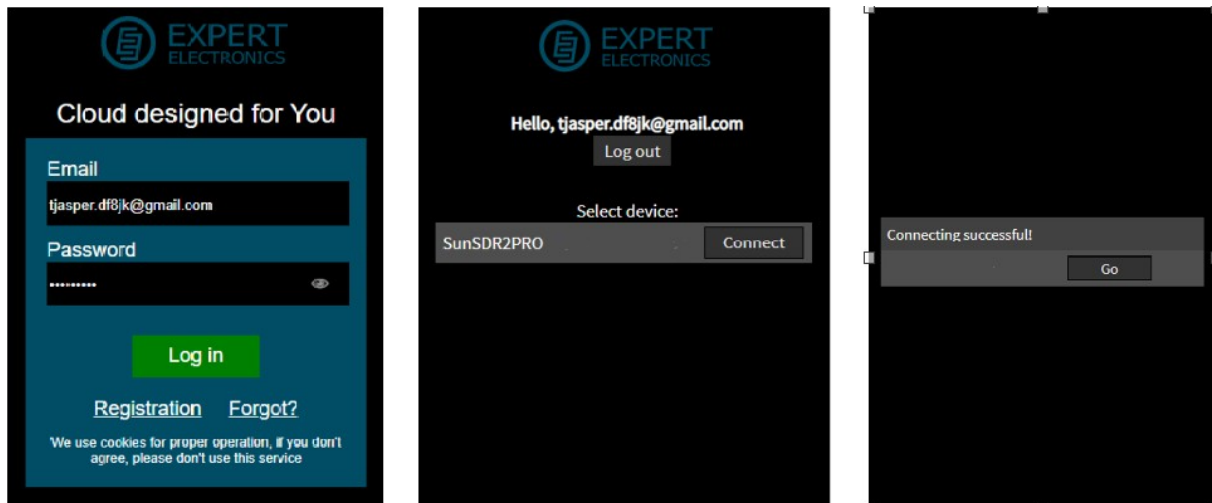 EXPERT
ELECTRONICS
Cloud designed for You
Email
tjasper.df8jk@gmail.com
Password
•••••••••
Log in
Registration Forgot?
We use cookies for proper operation, if you don't
agree, please don't use this service
EXPERT
ELECTRONICS
Hello, tjasper.df8jk@gmail.com
Log out
Select device:
SunSDR2PRO Connect
Connecting successful!
Go